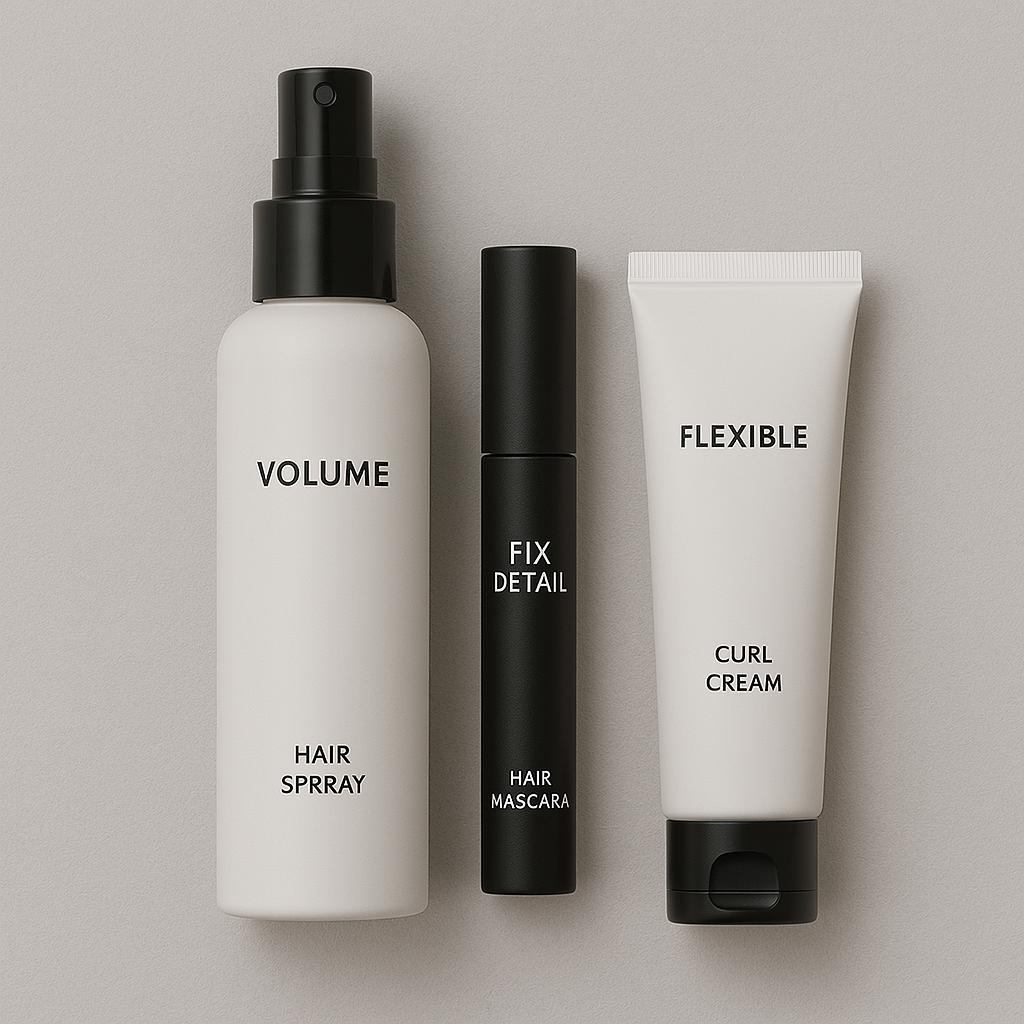 VOLUME
HAIR
SPRRAY
FIX
DETAIL
HAIR
MASCARA
FLEXIBLE
CURL
CREAM